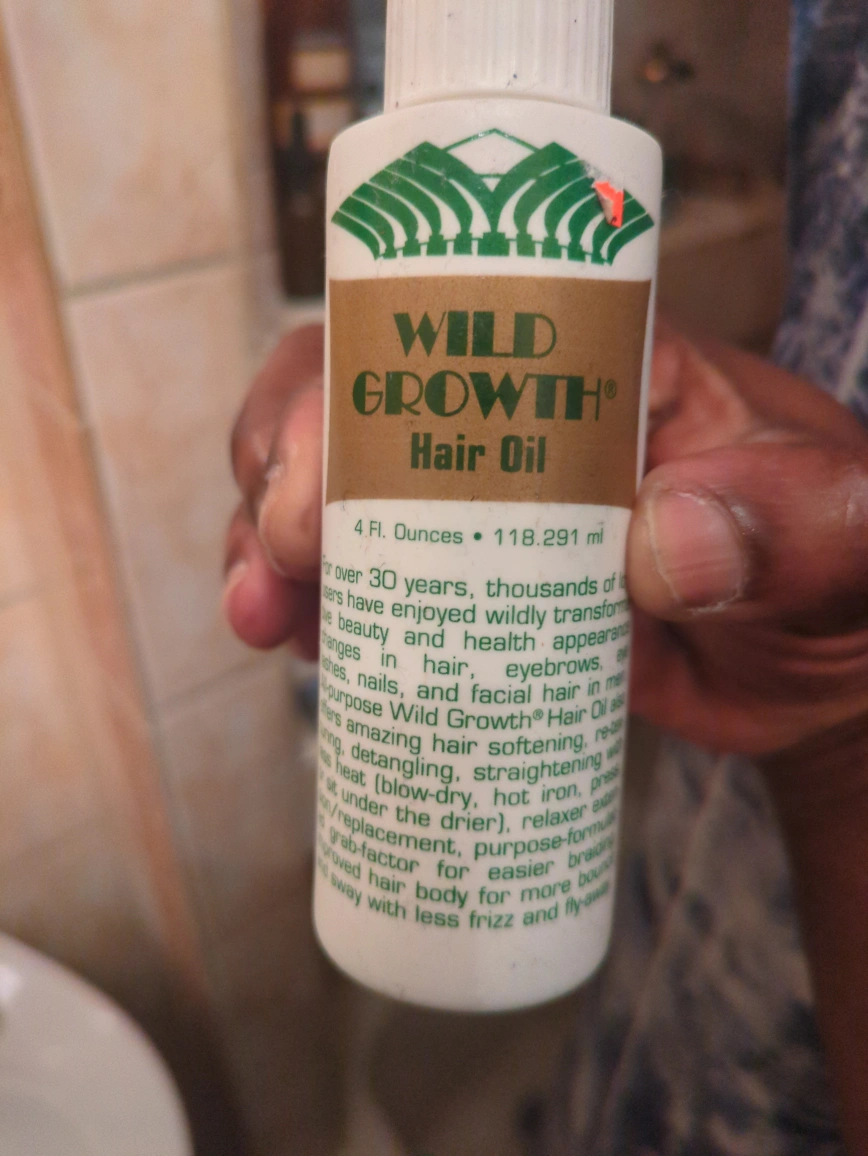 WILD
GROWTH®
Hair Oil
4 Fl. Ounces • 118.291 ml
For over 30 years, thousands of
have enjoyed wildly
beauty and health
in hair, eyebrows,
nails, and facial hair in
purpose Wild Growth® Hair Oil
amazing hair softening,
detangling, straightening
heat (blow-dry, hot iron,
sit under the drier), relaxer
/replacement,
grab-factor for easier
hair body for more
away with less frizz and